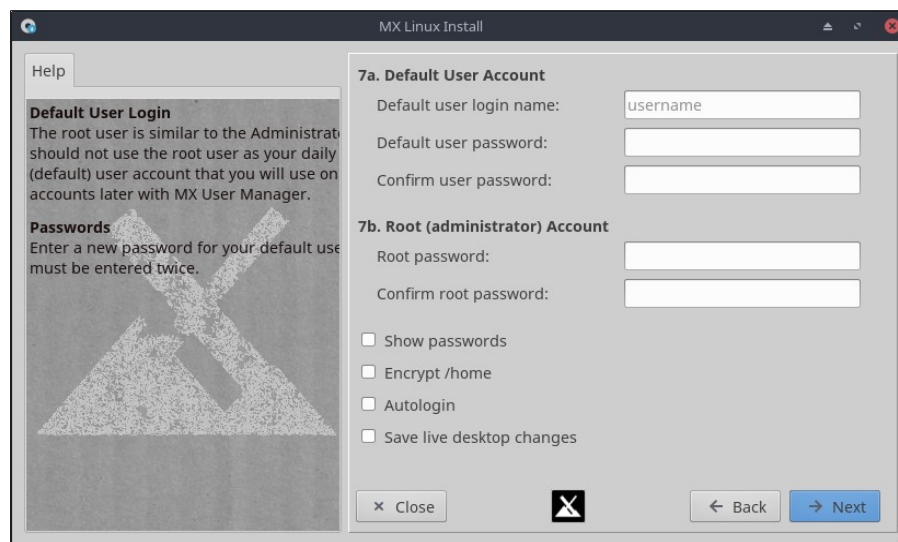 MX Linux Install
Help
Default User Login
The root user is similar to the
should not use the root user as your daily
(default) user account that you will use on
accounts later with MX User Manager.
Passwords
Enter a new password for your default
must be entered twice.
7a. Default User Account
Default user login name:
username
Default user password:
Confirm user password:
7b. Root (administrator) Account
Root password:
Confirm root password:
Show passwords
Encrypt /home
Autologin
Save live desktop changes
Close
Back
Next